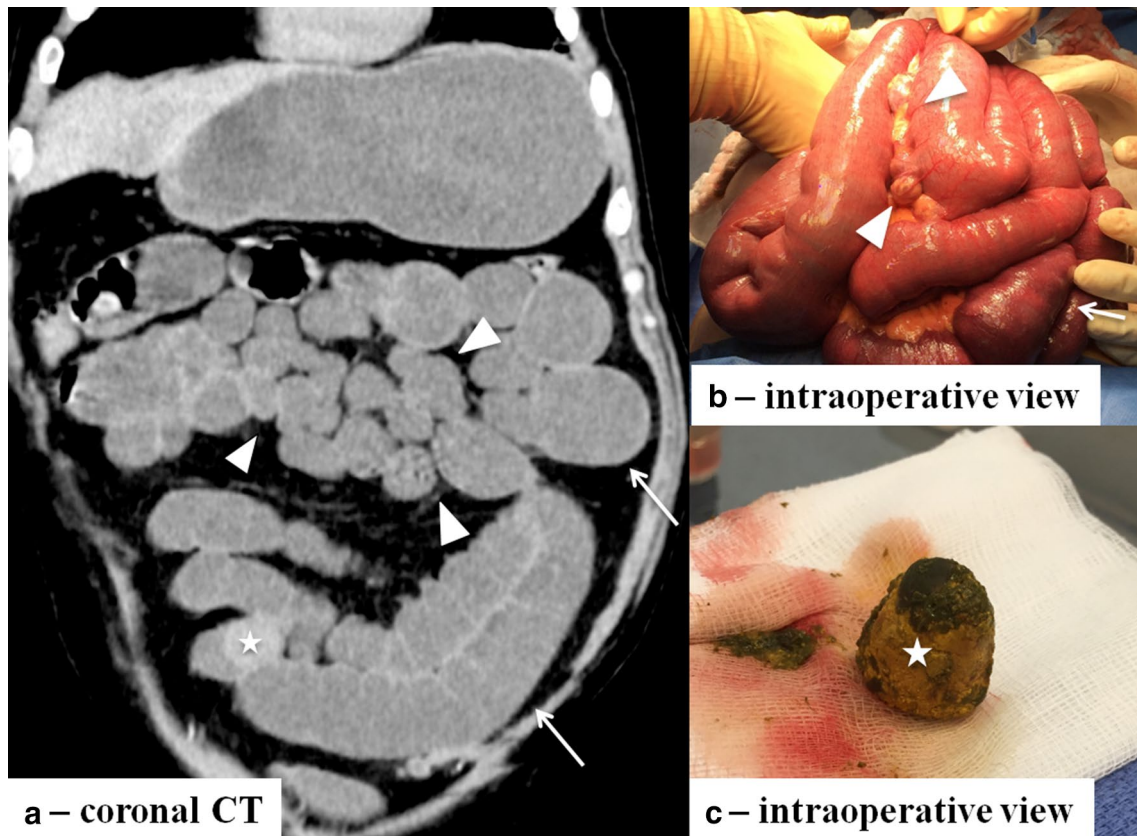 a – coronal CT
b – intraoperative view
c – intraoperative view